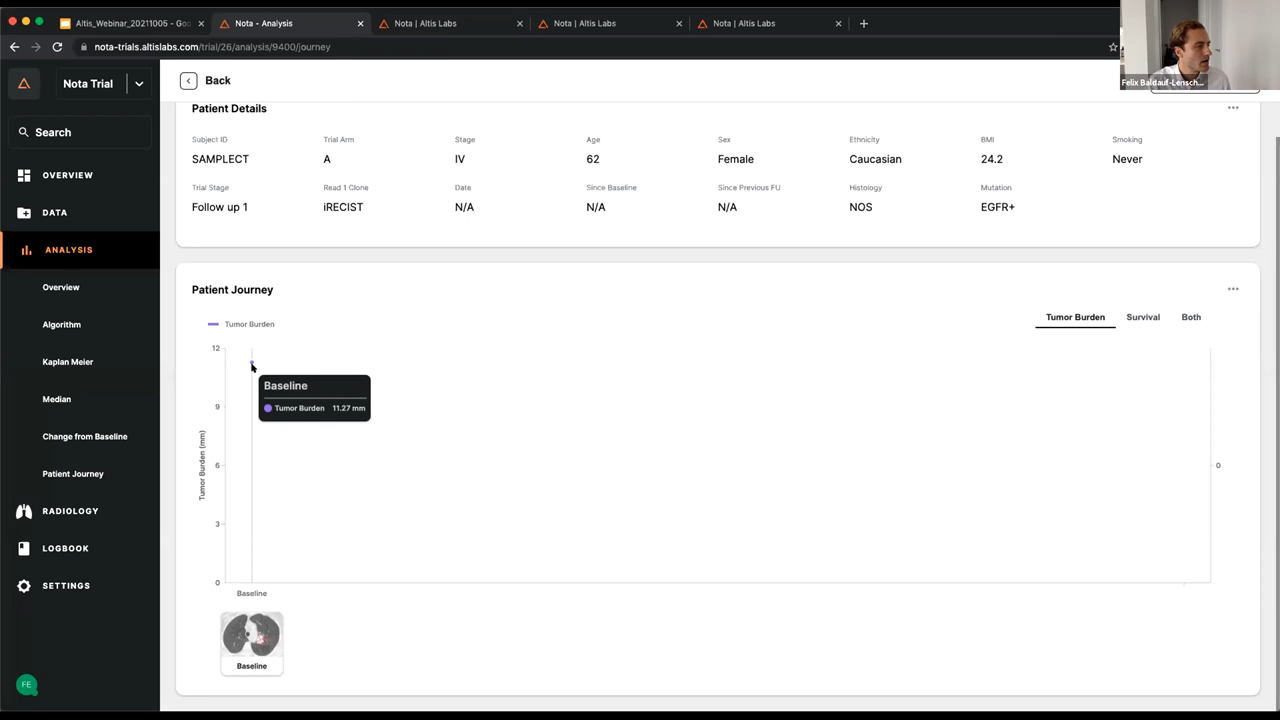 Altis_Webinar_20211005 - Goo
Nota - Analysis
Nota | Altis Labs
Nota | Altis Labs
Nota | Altis Labs
nota-trials.altislabs.com/trial/26/analysis/9400/journey
Felix Baldauf-Lensch...
Nota Trial
Back
Search
OVERVIEW
DATA
ANALYSIS
Overview
Algorithm
Kaplan Meier
Median
Change from Baseline
Patient Journey
RADIOLOGY
LOGBOOK
SETTINGS
FE
Patient Details
Subject ID Trial Arm Stage Age Sex Ethnicity BMI Smoking
SAMPLECT A IV 62 Female Caucasian 24.2 Never
Trial Stage Read 1 Clone Date Since Baseline Since Previous FU Histology Mutation
Follow up 1 iRECIST N/A N/A N/A NOS EGFR+
Patient Journey
Tumor Burden
Tumor Burden Survival Both
12
9
6
3
0
Tumor Burden (mm)
Baseline
Tumor Burden 11.27 mm
0
Baseline
Baseline